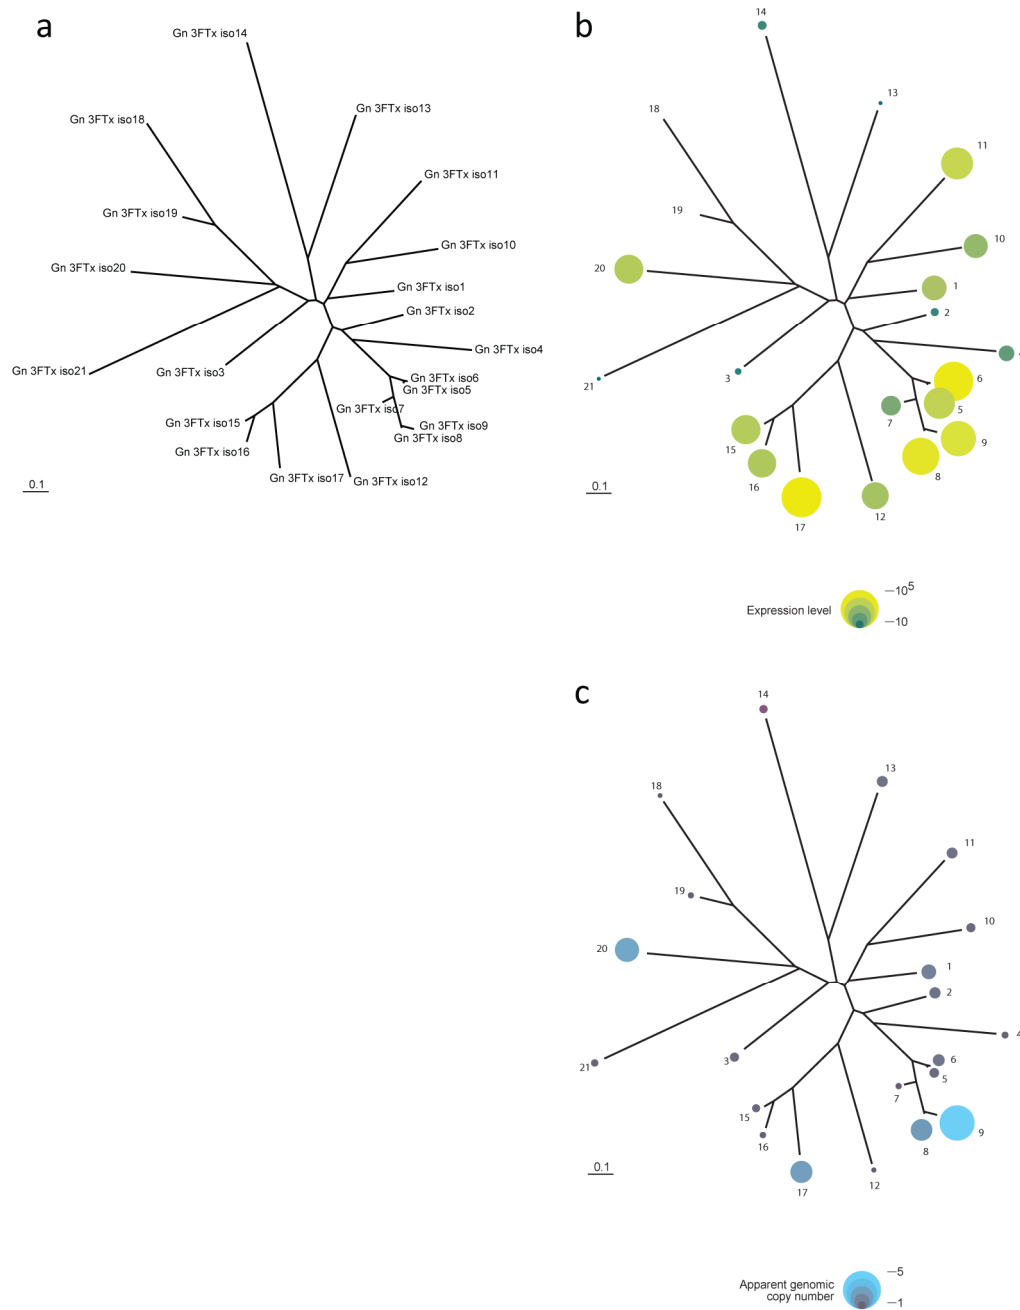 a
Gn 3FTx iso14
Gn 3FTx iso13
Gn 3FTx iso18
Gn 3FTx iso11
Gn 3FTx iso19
Gn 3FTx iso10
Gn 3FTx iso20
Gn 3FTx iso1
Gn 3FTx iso2
Gn 3FTx iso4
Gn 3FTx iso21
Gn 3FTx iso3
Gn 3FTx iso6
Gn 3FTx iso5
Gn 3FTx iso7
Gn 3FTx iso15
Gn 3FTx iso9
Gn 3FTx iso8
Gn 3FTx iso16
Gn 3FTx iso17
Gn 3FTx iso12
0.1
b
14
13
18
11
19
10
20
1
2
21
3
6
5
7
15
9
16
8
17
12
0.1
Expression level
10⁵
10
c
14
13
18
11
19
10
20
1
2
4
3
21
6
5
7
15
16
9
8
17
12
0.1
Apparent genomic
copy number
5
1